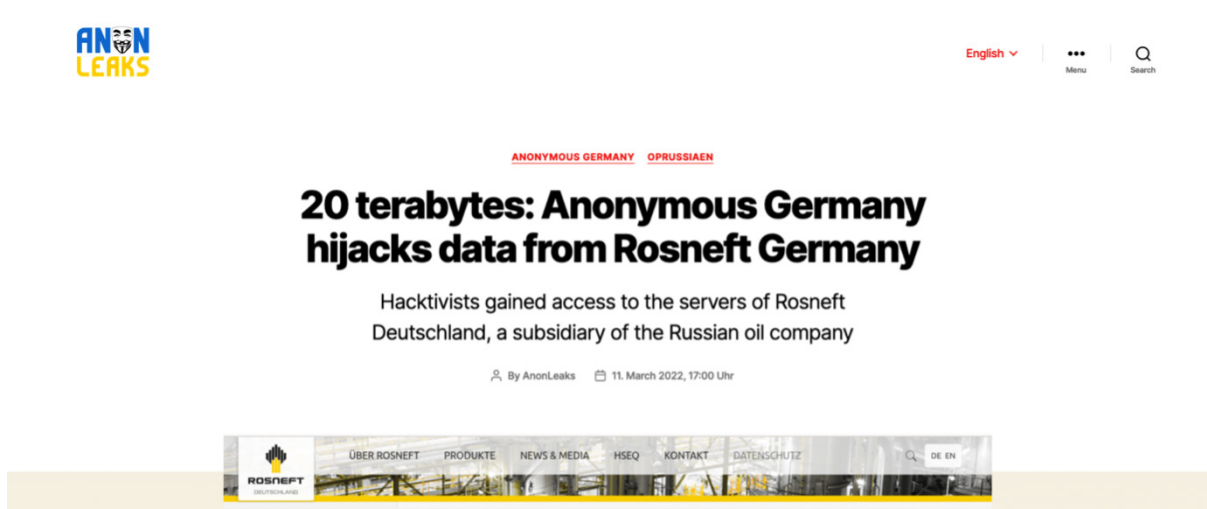 ANON
LEAKS
English
Menu
Search
ANONYMOUS GERMANY OPRUSSIAEN
20 terabytes: Anonymous Germany
hijacks data from Rosneft Germany
Hacktivists gained access to the servers of Rosneft
Deutschland, a subsidiary of the Russian oil company
By AnonLeaks 11. March 2022, 17:00 Uhr
ÜBER ROSNEFT PRODUKTE NEWS & MEDIA HSEQ KONTAKT DATENSCHUTZ DE EN
ROSNEFT
DEUTSCHLAND